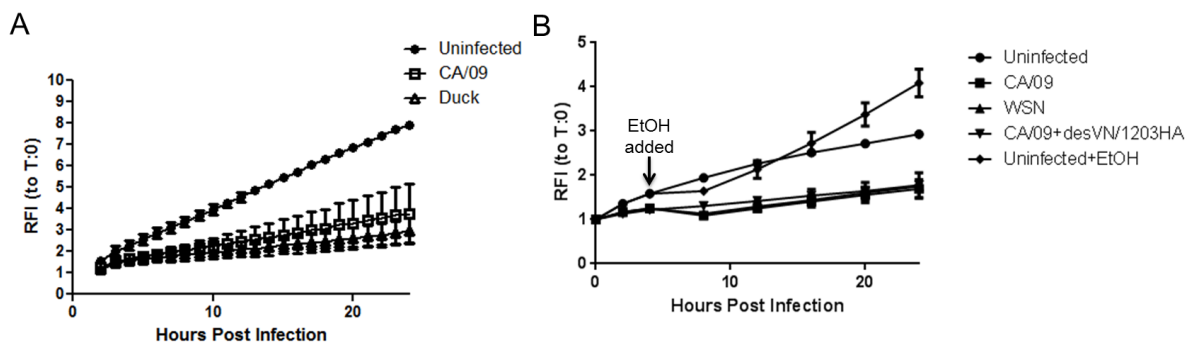 A
Uninfected
CA/09
Duck
10
9
8
7
6
5
4
3
2
1
0
RFI (to T:0)
0
10
20
Hours Post Infection
B
Uninfected
CA/09
WSN
CA/09+desVN/1203HA
Uninfected+EtOH
EtOH
added
5
4
3
2
1
0
RFI (to T:0)
0
10
20
Hours Post Infection